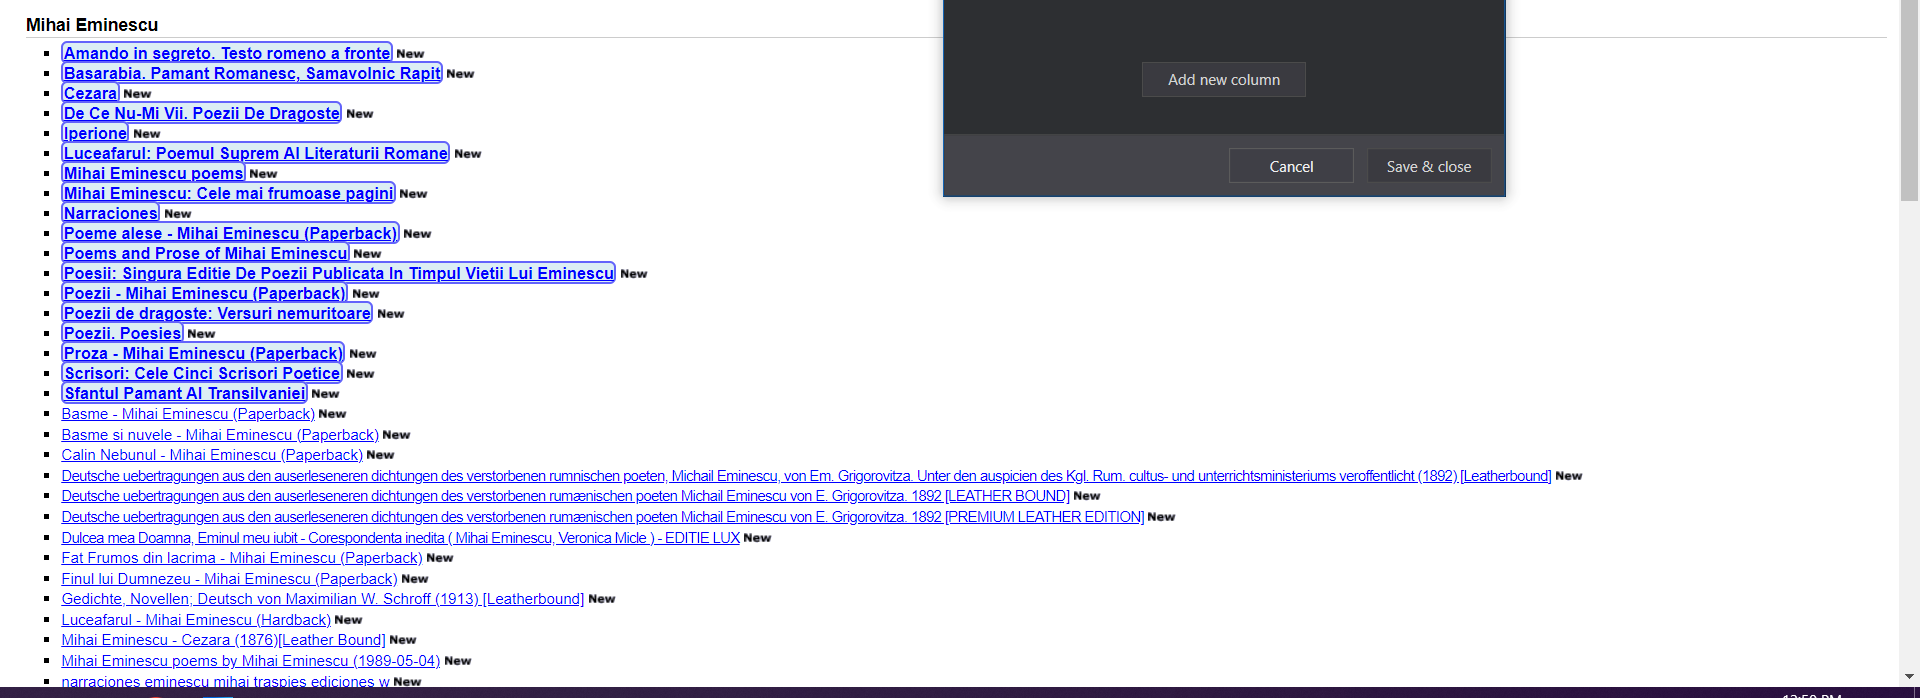 Mihai Eminescu
Amando in segreto. Testo romeno a fronte New
Basarabia. Pamant Romanesc, Samavolnic Rapit New
Cezara New
De Ce Nu-Mi Vii. Poezii De Dragoste New
Iperione New
Luceafarul: Poemul Suprem Al Literaturii Romane New
Mihai Eminescu poems New
Mihai Eminescu: Cele mai frumoase pagini New
Narraciones New
Poeme alese - Mihai Eminescu (Paperback) New
Poems and Prose of Mihai Eminescu New
Poesii: Singura Editie De Poezii Publicata In Timpul Vietii Lui Eminescu New
Poezii - Mihai Eminescu (Paperback) New
Poezii de dragoste: Versuri nemuritoare New
Poezii. Poesies New
Proza - Mihai Eminescu (Paperback) New
Scrisori: Cele Cinci Scrisori Poetice New
Sfantul Pamant Al Transilvaniei New
Basme - Mihai Eminescu (Paperback) New
Basme si nuvele - Mihai Eminescu (Paperback) New
Calin Nebunul - Mihai Eminescu (Paperback) New
Deutsche uebertragungen aus den auserleseneren dichtungen des verstorbenen rumnischen poeten, Michail Eminescu, von Em. Grigorovitza. Unter den auspicien des Kgl. Rum. cultus- und unterrichtsministeriums veroffentlicht (1892) [Leatherbound] New
Deutsche uebertragungen aus den auserleseneren dichtungen des verstorbenen rumænischen poeten Michail Eminescu von E. Grigorovitza. 1892 [LEATHER BOUND] New
Deutsche uebertragungen aus den auserleseneren dichtungen des verstorbenen rumænischen poeten Michail Eminescu von E. Grigorovitza. 1892 [PREMIUM LEATHER EDITION] New
Dulcea mea Doamna, Eminul meu iubit - Corespondenta inedita ( Mihai Eminescu, Veronica Micle ) - EDITIE LUX New
Fat Frumos din lacrima - Mihai Eminescu (Paperback) New
Finul lui Dumnezeu - Mihai Eminescu (Paperback) New
Gedichte, Novellen; Deutsch von Maximilian W. Schroff (1913) [Leatherbound] New
Luceafarul - Mihai Eminescu (Hardback) New
Mihai Eminescu - Cezara (1876)[Leather Bound] New
Mihai Eminescu poems by Mihai Eminescu (1989-05-04) New
narraciones eminescu mihai traspies ediciones w New
Add new column
Cancel
Save & close